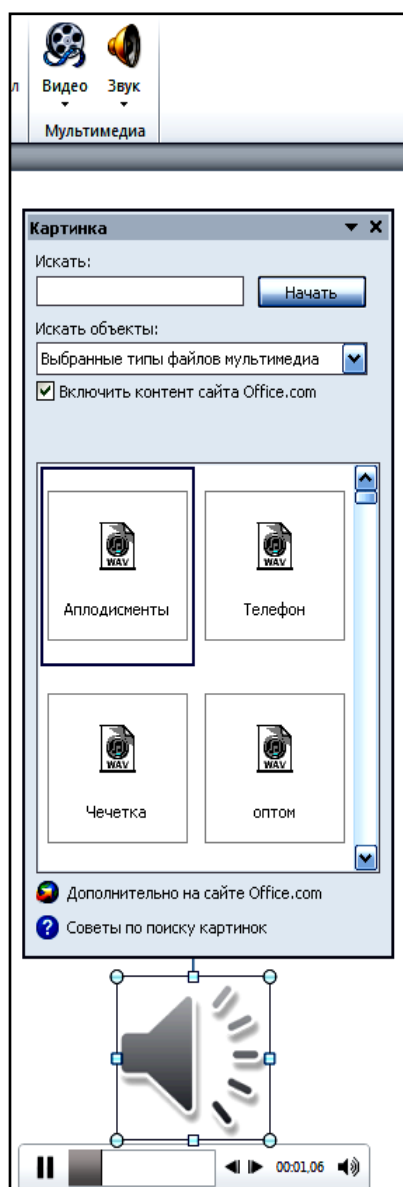 л Видео Звук
Мультимедиа
Картинка
Искать:
Начать
Искать объекты:
Выбранные типы файлов мультимедиа
Включить контент сайта Office.com
WAV WAV
Аплодисменты Телефон
WAV WAV
Чечетка оптом
Дополнительно на сайте Office.com
? Советы по поиску картинок
00:01,06